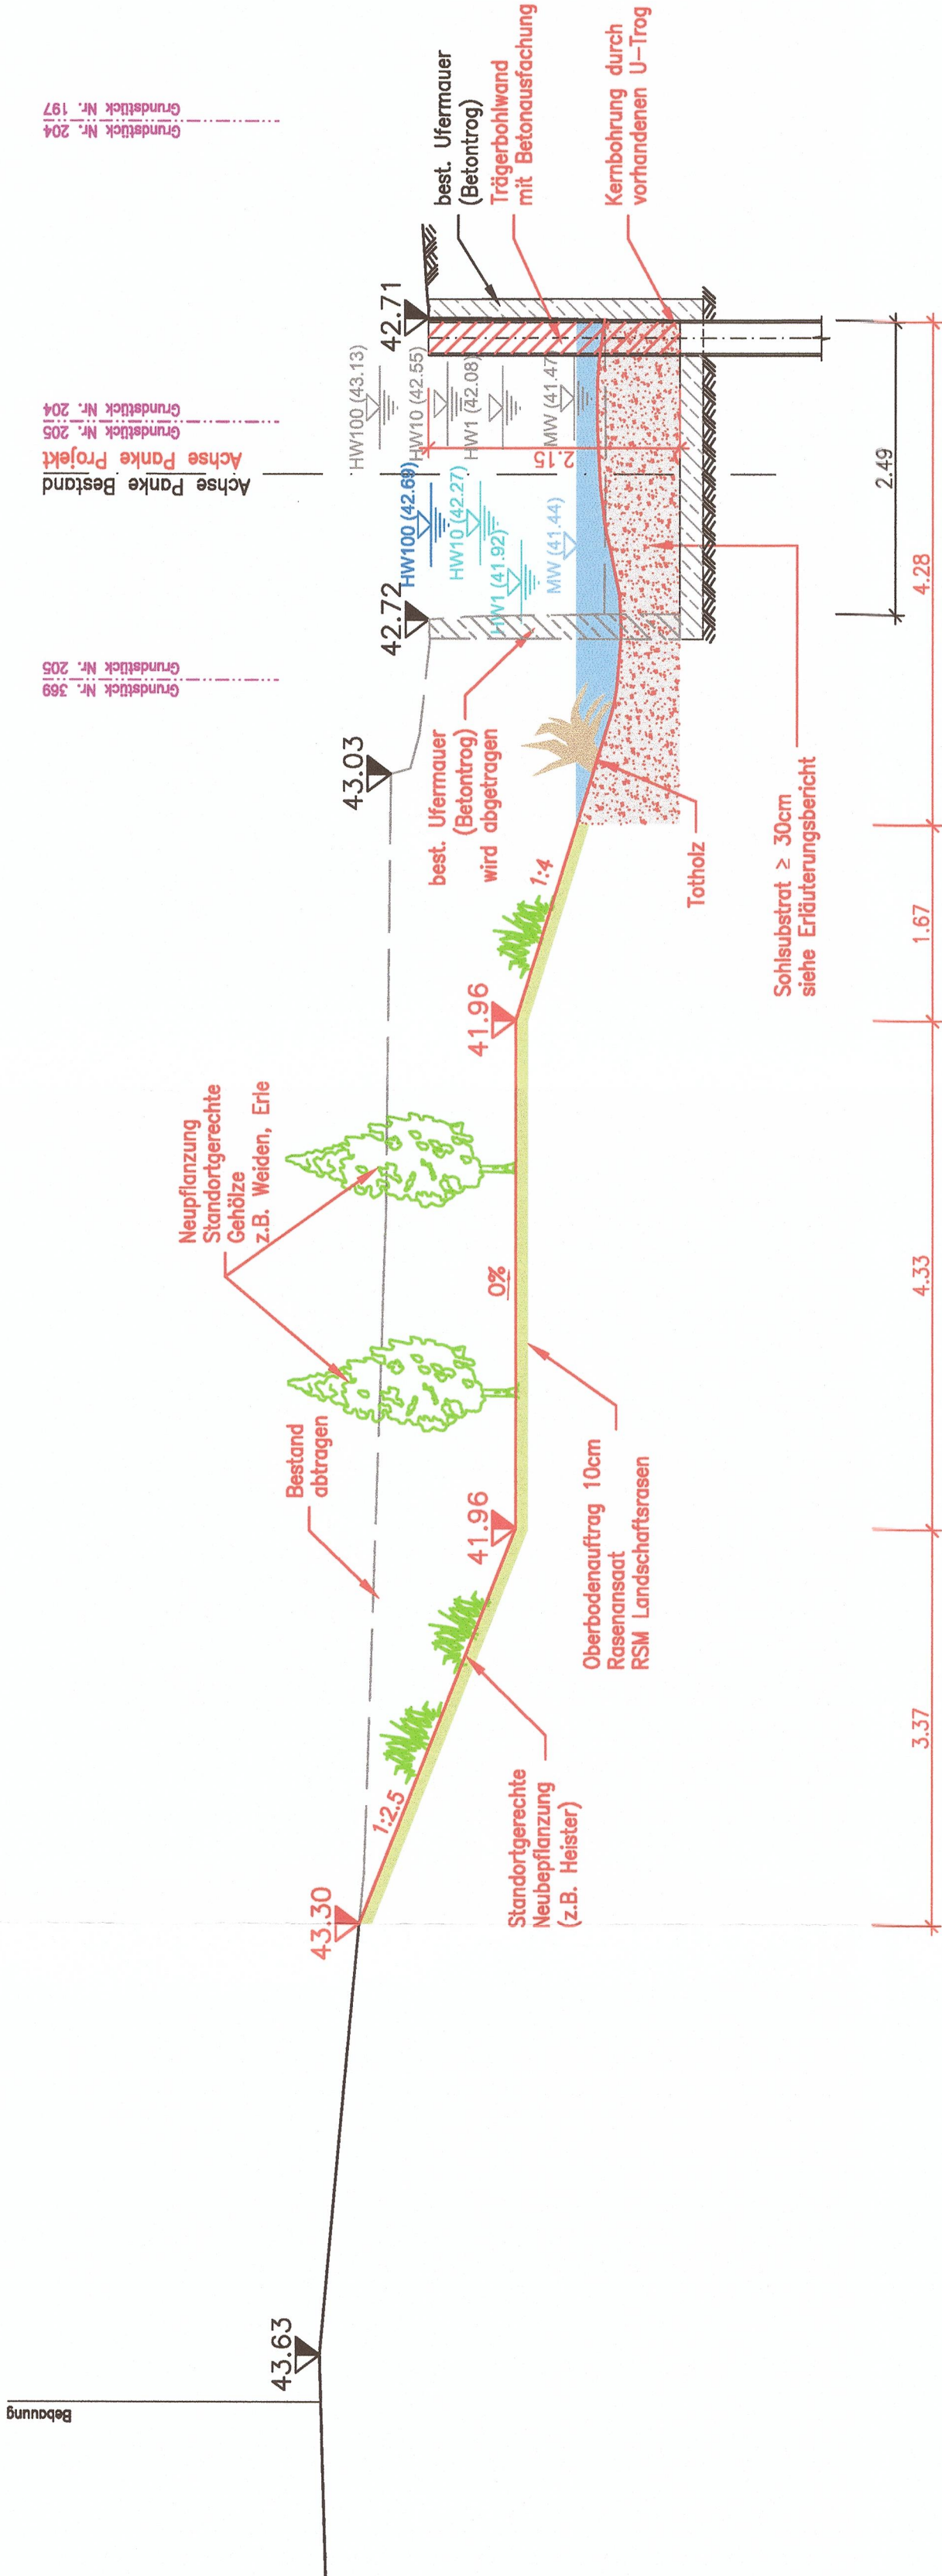 Bebauung
43.63
43.30
1:2.5
Standortgerechte
Neubepflanzung
(z.B. Heister)
Bestand
abtragen
41.96
Oberbodenauftrag 10cm
Rasenansaat
RSM Landschaftsrasen
0%
Neupflanzung
Standortgerechte
Gehölze
z.B. Weiden, Erle
41.96
1:4
43.03
best. Ufermauer
(Betontrog)
wird abgetragen
Totholz
Sohlsubstrat ≥ 30cm
siehe Erläuterungsbericht
Grundstück Nr. 369
Grundstück Nr. 205
42.72
HW100 (42.69)
HW10 (42.27)
HW1 (41.92)
MW (41.44)
Achse Panke Bestand
Achse Panke Projekt
Grundstück Nr. 205
Grundstück Nr. 204
HW100 (43.13)
HW10 (42.55)
HW1 (42.08)
MW (41.47
2.15
42.71
best. Ufermauer
(Betontrog)
Trägerbohlwand
mit Betonausfachung
Kernbohrung durch
vorhandenen U-Trog
Grundstück Nr. 204
Grundstück Nr. 197
2.49
3.37
4.33
1.67
4.28